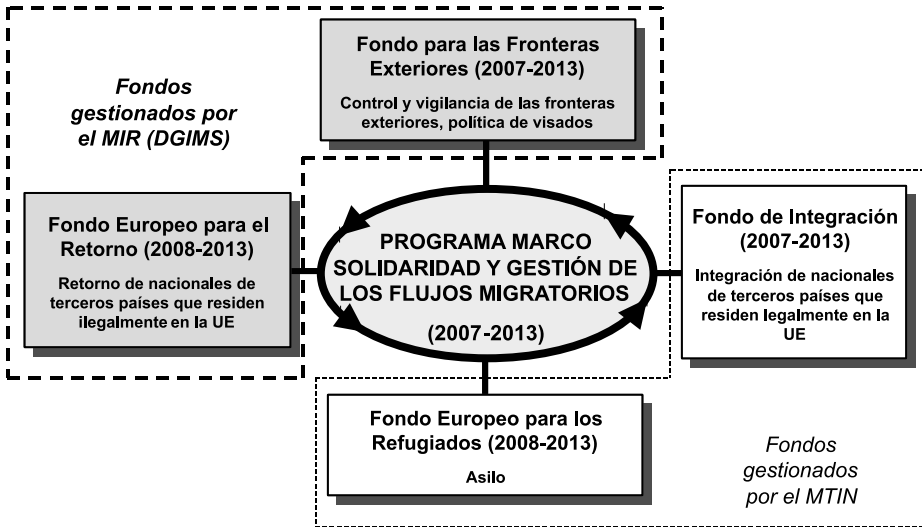 Fondo para las Fronteras
Exteriores (2007-2013)
Control y vigilancia de las fronteras
exteriores, política de visados
Fondos
gestionados por
el MIR (DGIMS)
Fondo Europeo para el
Retorno (2008-2013)
Retorno de nacionales
de terceros países que residen
ilegalmente en la UE
PROGRAMA MARCO
SOLIDARIDAD Y GESTIÓN DE
LOS FLUJOS MIGRATORIOS
(2007-2013)
Fondo de Integración
(2007-2013)
Integración de nacionales
de terceros países que
residen legalmente en la
UE
Fondo Europeo para los
Refugiados (2008-2013)
Asilo
Fondos
gestionados
por el MTIN